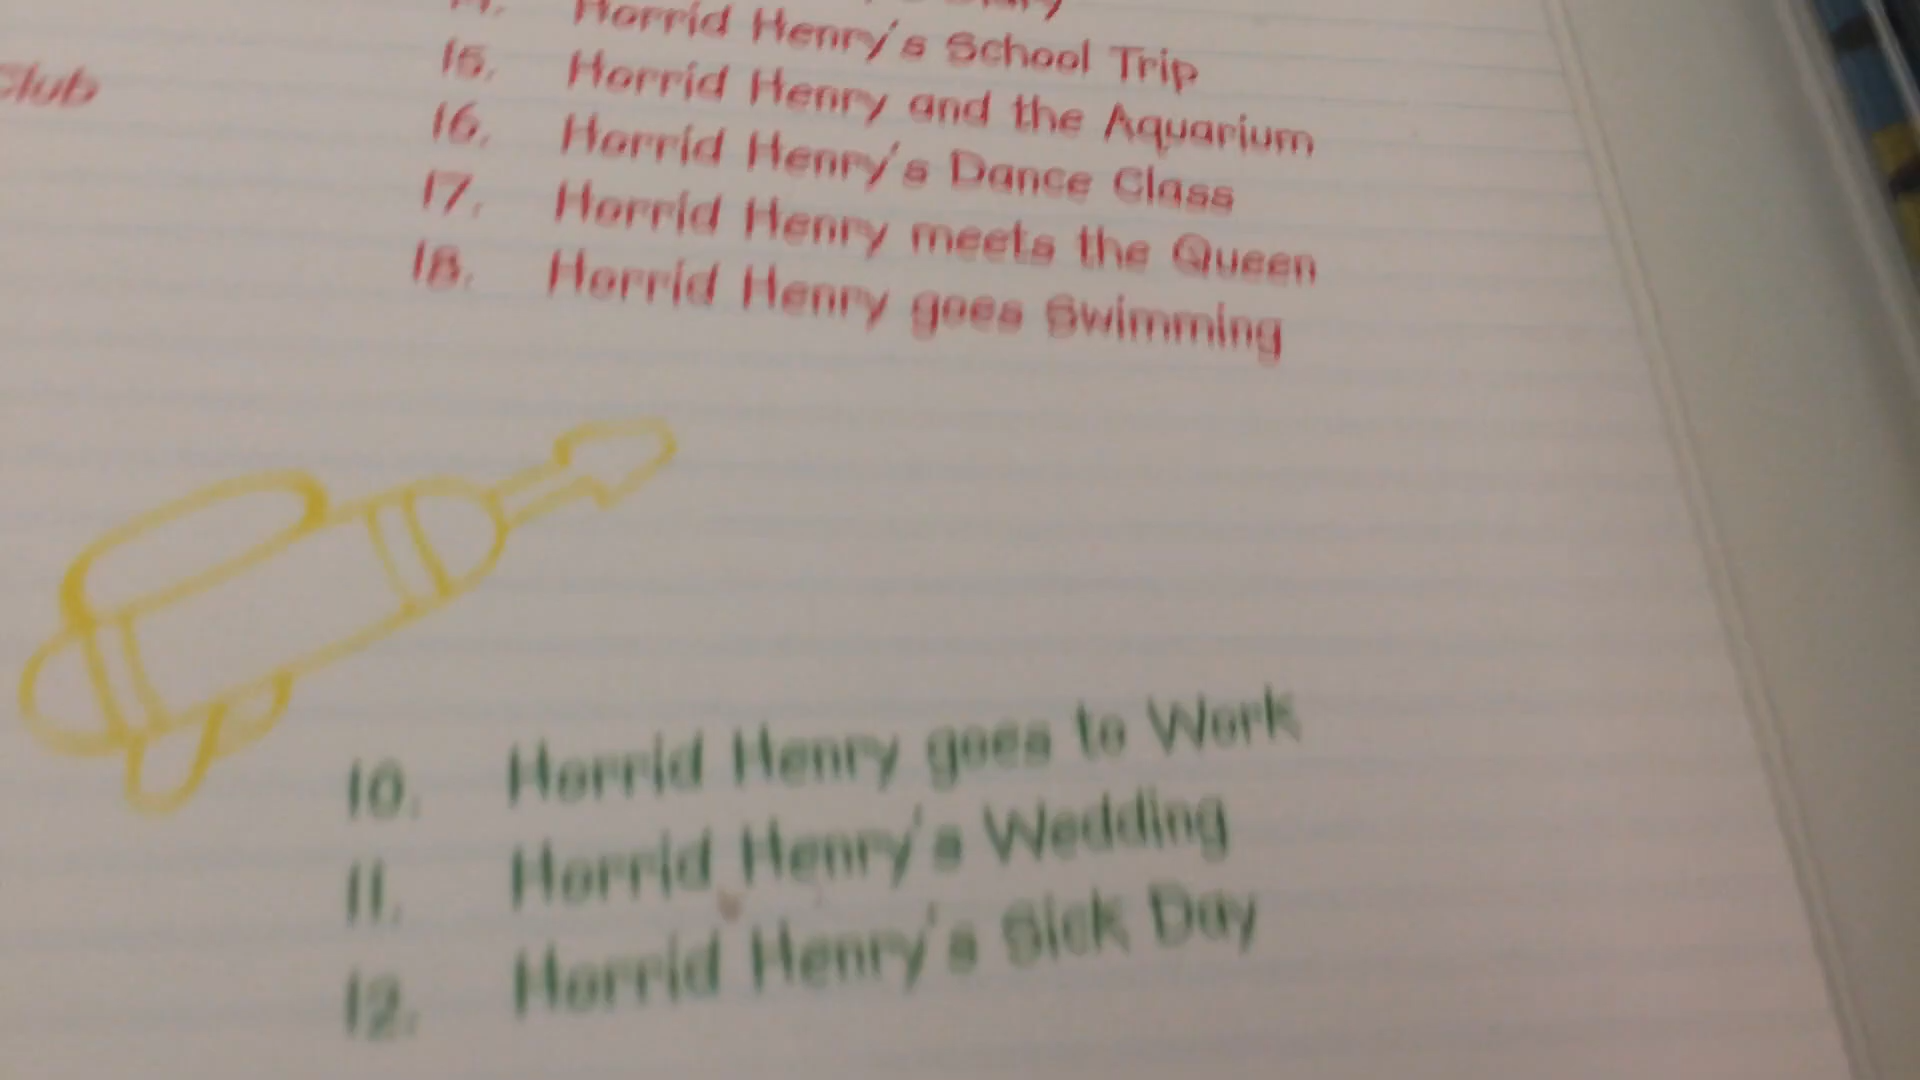 14. Horrid Henry's School Trip
Club
15. Horrid Henry and the Aquarium
16. Horrid Henry's Dance Class
17. Horrid Henry meets the Queen
18. Horrid Henry goes Swimming
10. Horrid Henry goes to Work
11. Horrid Henry's Wedding
12. Horrid Henry's Sick Day